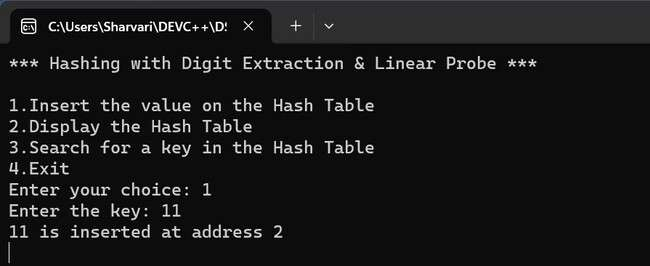 C:\Users\Sharvari\DEVC++\DS
*** Hashing with Digit Extraction & Linear Probe ***
1.Insert the value on the Hash Table
2.Display the Hash Table
3.Search for a key in the Hash Table
4.Exit
Enter your choice: 1
Enter the key: 11
11 is inserted at address 2